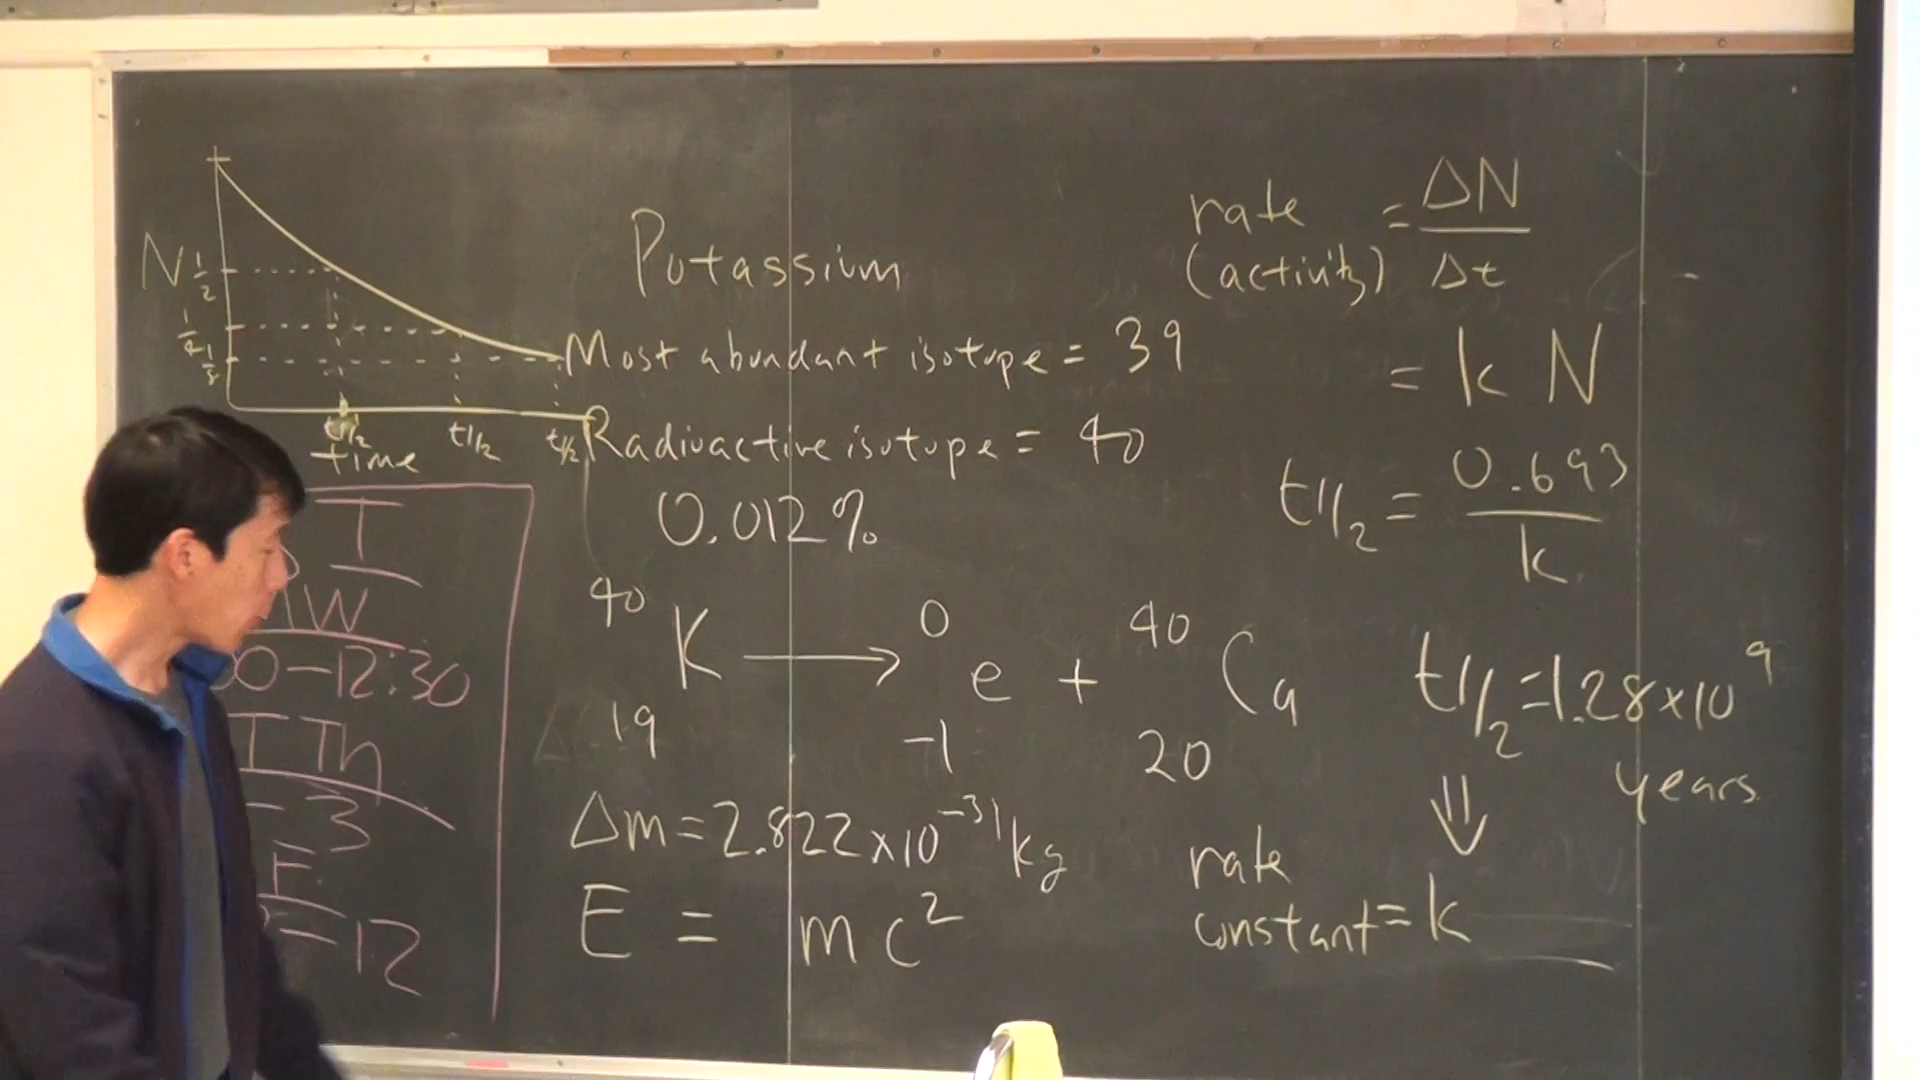 N 1/2
1/4
1/8
t1/2 t1/2 t1/2
time
Potassium
Most abundant isotope = 39
Radioactive isotope = 40
0.012%
40 0 40
K → e + Ca
19 -1 20
Δm = 2.822 x 10^-31 kg
E = mc^2
rate = ΔN
(activity) Δt
= k N
t1/2 = 0.693
k
t1/2 = 1.28 x 10^9
years
⇓
rate
constant = k
T
W
00-12:30
T Th
- 3
F
-12